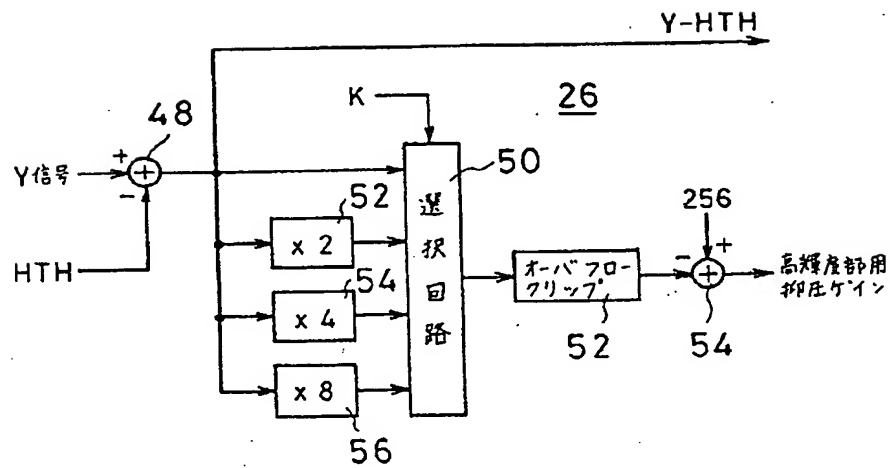 Y-HTH
K
26
48
50
Y信号
+
-
+
HTH
52
x 2
54
x 4
x 8
56
選択回路
オーバフロー
クリップ
52
256
-
+
+
54
高輝度部用
抑圧ゲイン